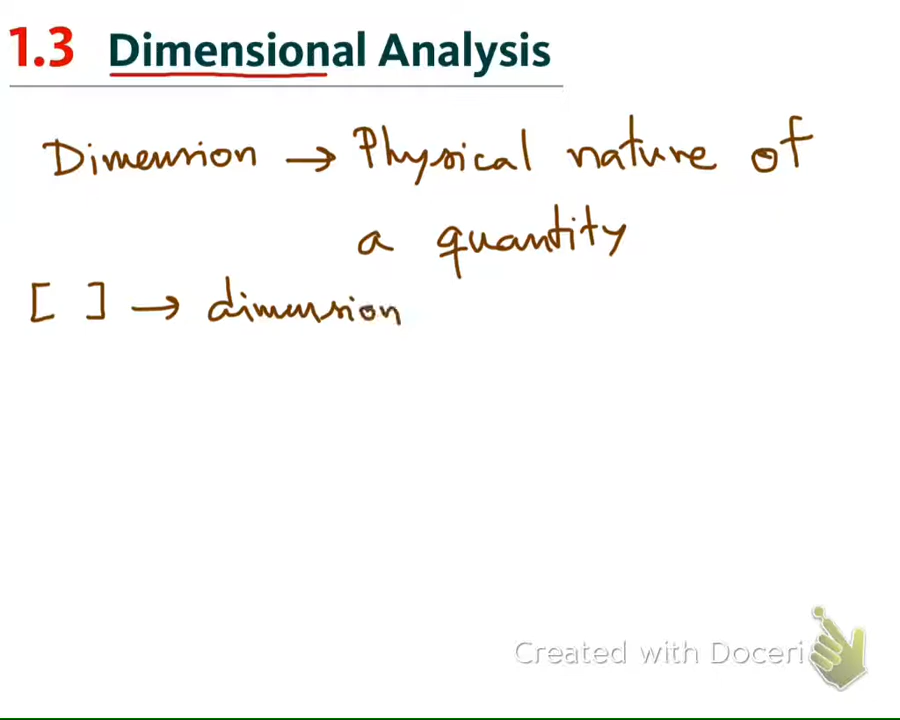 1.3 Dimensional Analysis
Dimension → Physical nature of
a quantity
[ ] → dimension
Created with Doceri